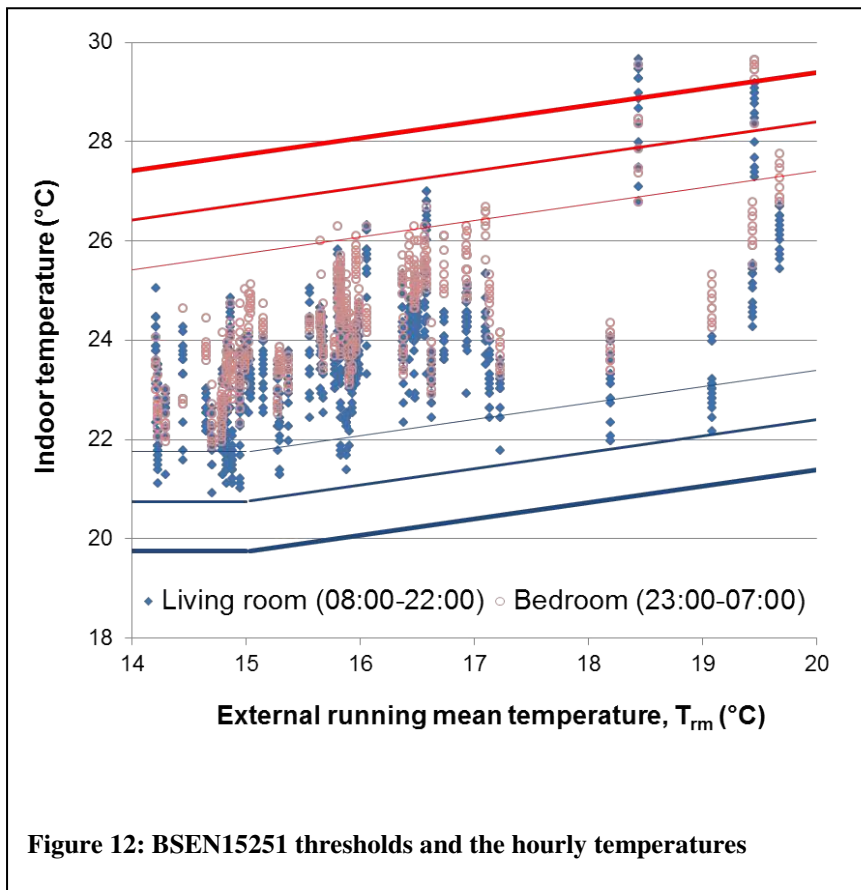 30
28
26
24
22
20
18
Indoor temperature (°C)
Living room (08:00-22:00) Bedroom (23:00-07:00)
14 15 16 17 18 19 20
External running mean temperature, Trm (°C)
Figure 12: BSEN15251 thresholds and the hourly temperatures